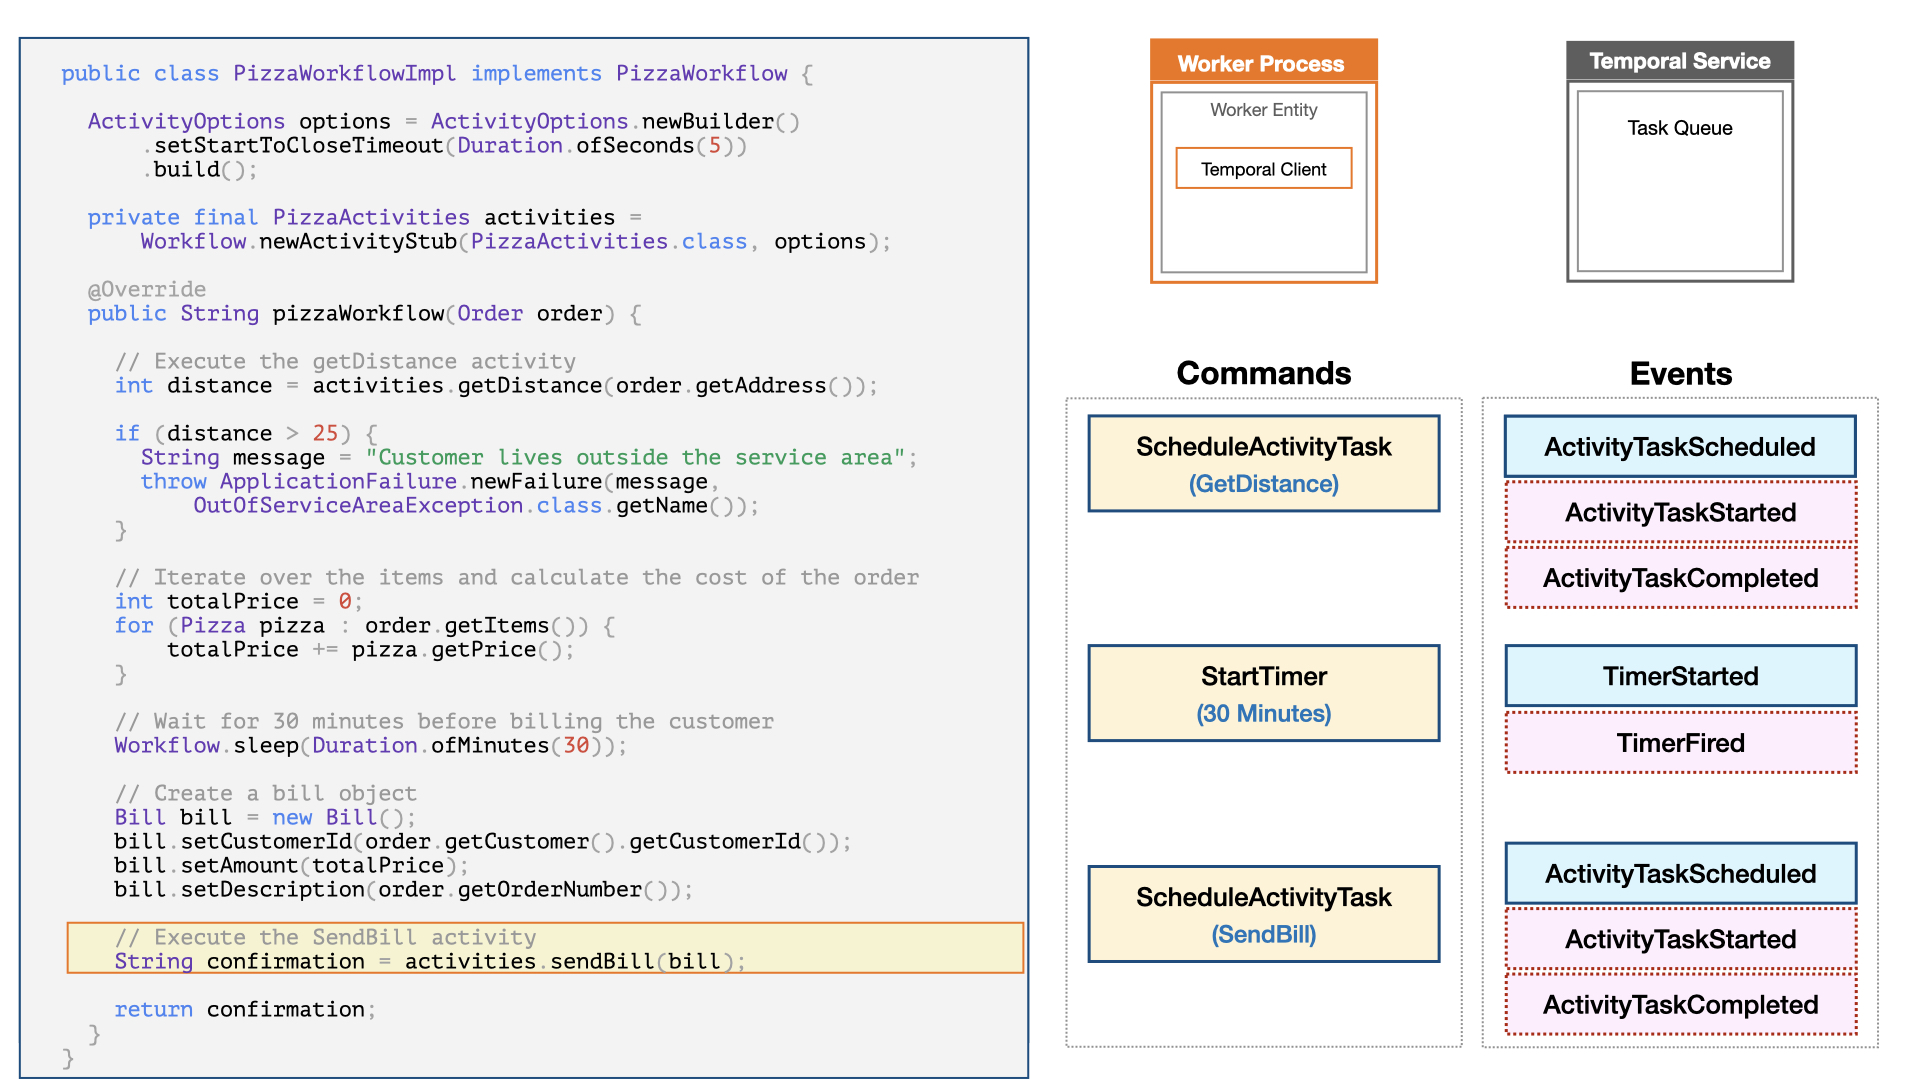 public class PizzaWorkflowImpl implements PizzaWorkflow {
ActivityOptions options = ActivityOptions.newBuilder()
.setStartToCloseTimeout(Duration.ofSeconds(5))
.build();
private final PizzaActivities activities =
Workflow.newActivityStub(PizzaActivities.class, options);
@Override
public String pizzaWorkflow(Order order) {
// Execute the getDistance activity
int distance = activities.getDistance(order.getAddress());
if (distance > 25) {
String message = "Customer lives outside the service area";
throw ApplicationFailure.newFailure(message,
OutOfServiceAreaException.class.getName());
}
// Iterate over the items and calculate the cost of the order
int totalPrice = 0;
for (Pizza pizza : order.getItems()) {
totalPrice += pizza.getPrice();
}
// Wait for 30 minutes before billing the customer
Workflow.sleep(Duration.ofMinutes(30));
// Create a bill object
Bill bill = new Bill();
bill.setCustomerId(order.getCustomer().getCustomerId());
bill.setAmount(totalPrice);
bill.setDescription(order.getOrderNumber());
// Execute the SendBill activity
String confirmation = activities.sendBill(bill);
return confirmation;
}
}
Worker Process
Worker Entity
Temporal Client
Temporal Service
Task Queue
Commands
ScheduleActivityTask
(GetDistance)
StartTimer
(30 Minutes)
ScheduleActivityTask
(SendBill)
Events
ActivityTaskScheduled
ActivityTaskStarted
ActivityTaskCompleted
TimerStarted
TimerFired
ActivityTaskScheduled
ActivityTaskStarted
ActivityTaskCompleted